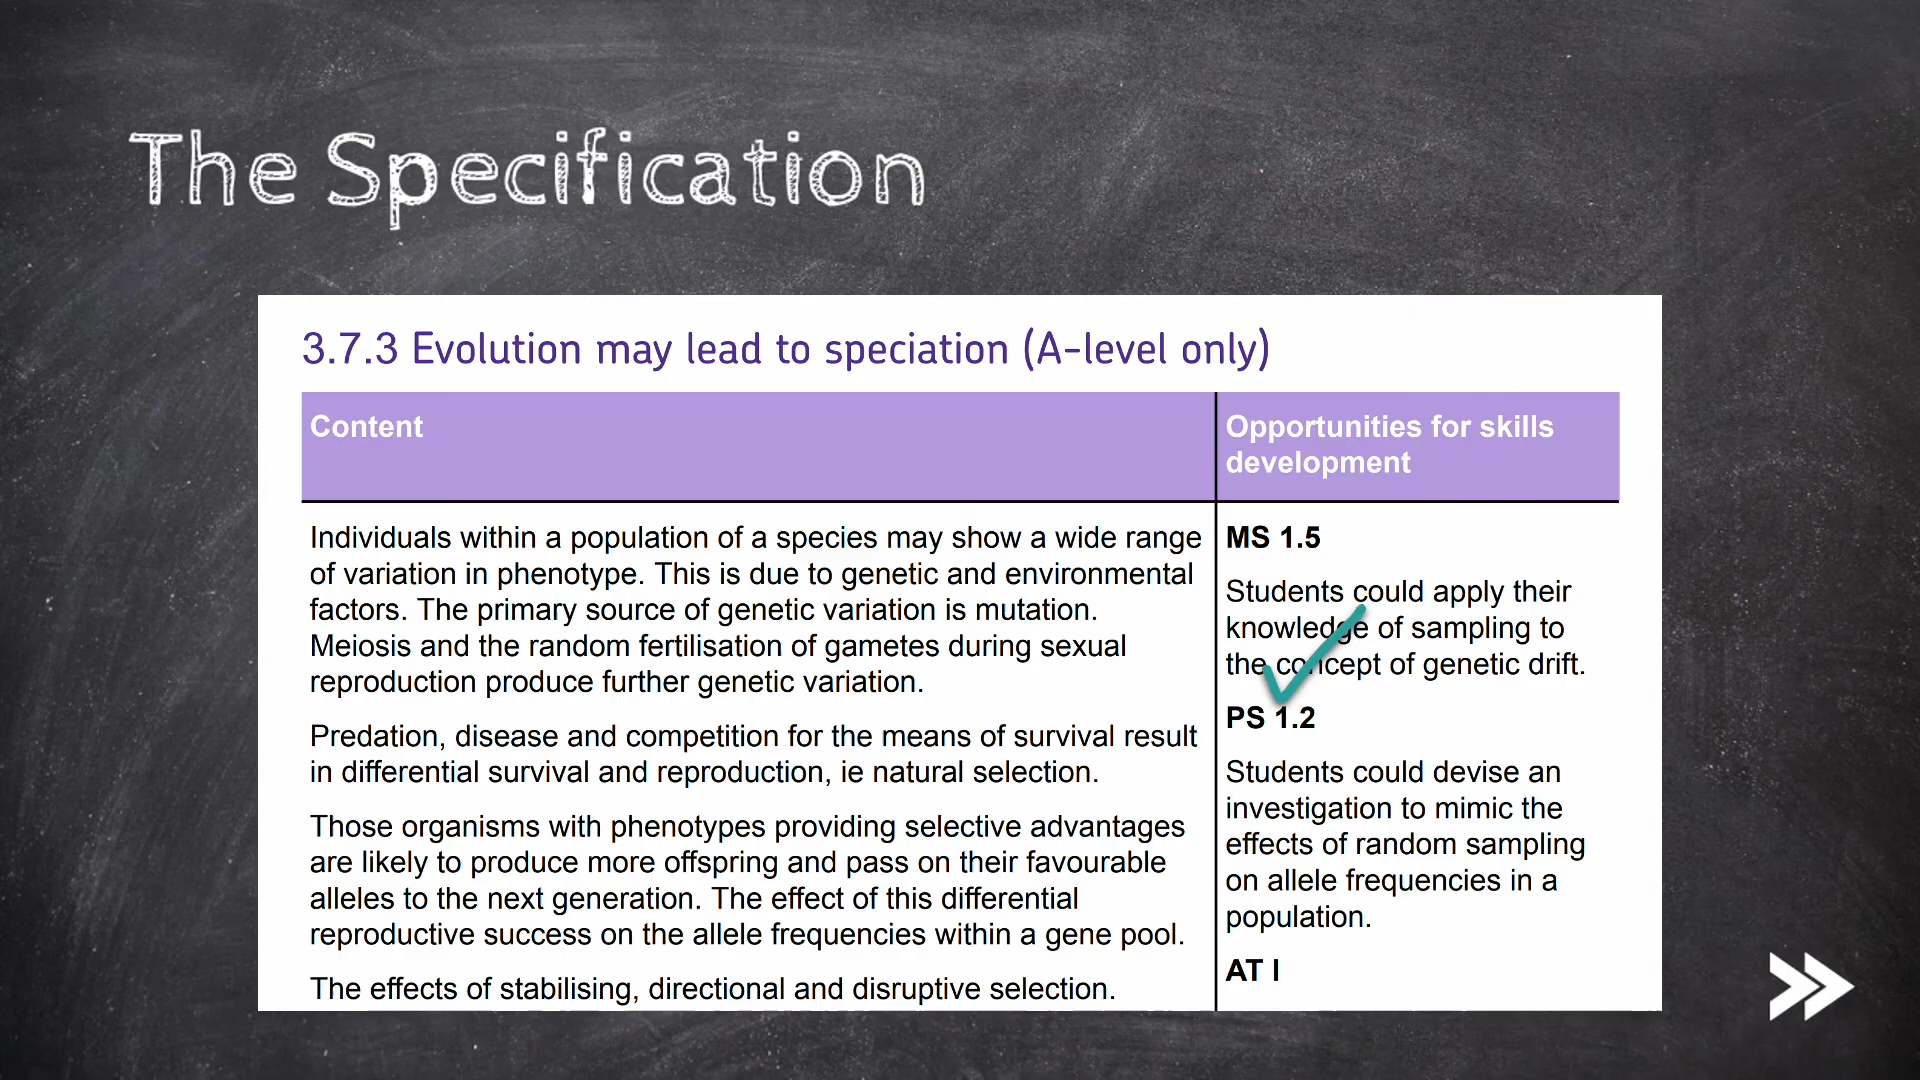 The Specification
3.7.3 Evolution may lead to speciation (A-level only)
Content
Opportunities for skills
development
Individuals within a population of a species may show a wide range
of variation in phenotype. This is due to genetic and environmental
factors. The primary source of genetic variation is mutation.
Meiosis and the random fertilisation of gametes during sexual
reproduction produce further genetic variation.
Predation, disease and competition for the means of survival result
in differential survival and reproduction, ie natural selection.
Those organisms with phenotypes providing selective advantages
are likely to produce more offspring and pass on their favourable
alleles to the next generation. The effect of this differential
reproductive success on the allele frequencies within a gene pool.
The effects of stabilising, directional and disruptive selection.
MS 1.5
Students could apply their
knowledge of sampling to
the concept of genetic drift.
PS 1.2
Students could devise an
investigation to mimic the
effects of random sampling
on allele frequencies in a
population.
AT l